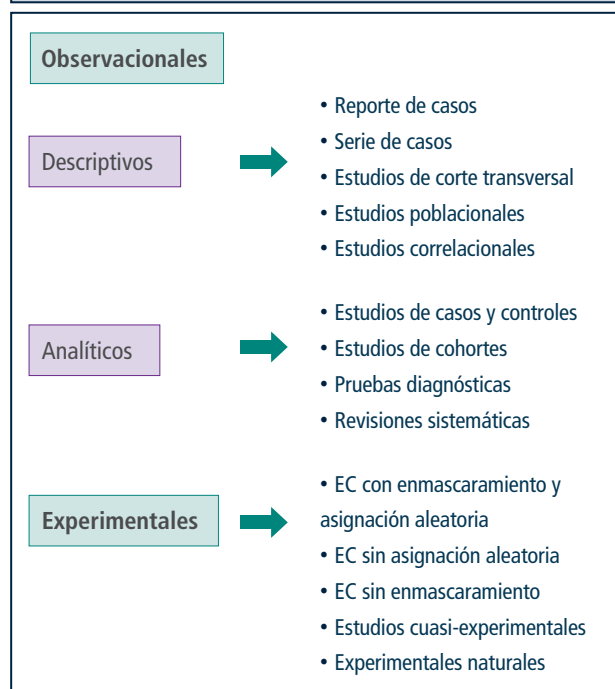 Observacionales
Descriptivos
• Reporte de casos
• Serie de casos
• Estudios de corte transversal
• Estudios poblacionales
• Estudios correlacionales
Analíticos
• Estudios de casos y controles
• Estudios de cohortes
• Pruebas diagnósticas
• Revisiones sistemáticas
Experimentales
• EC con enmascaramiento y
asignación aleatoria
• EC sin asignación aleatoria
• EC sin enmascaramiento
• Estudios cuasi-experimentales
• Experimentales naturales